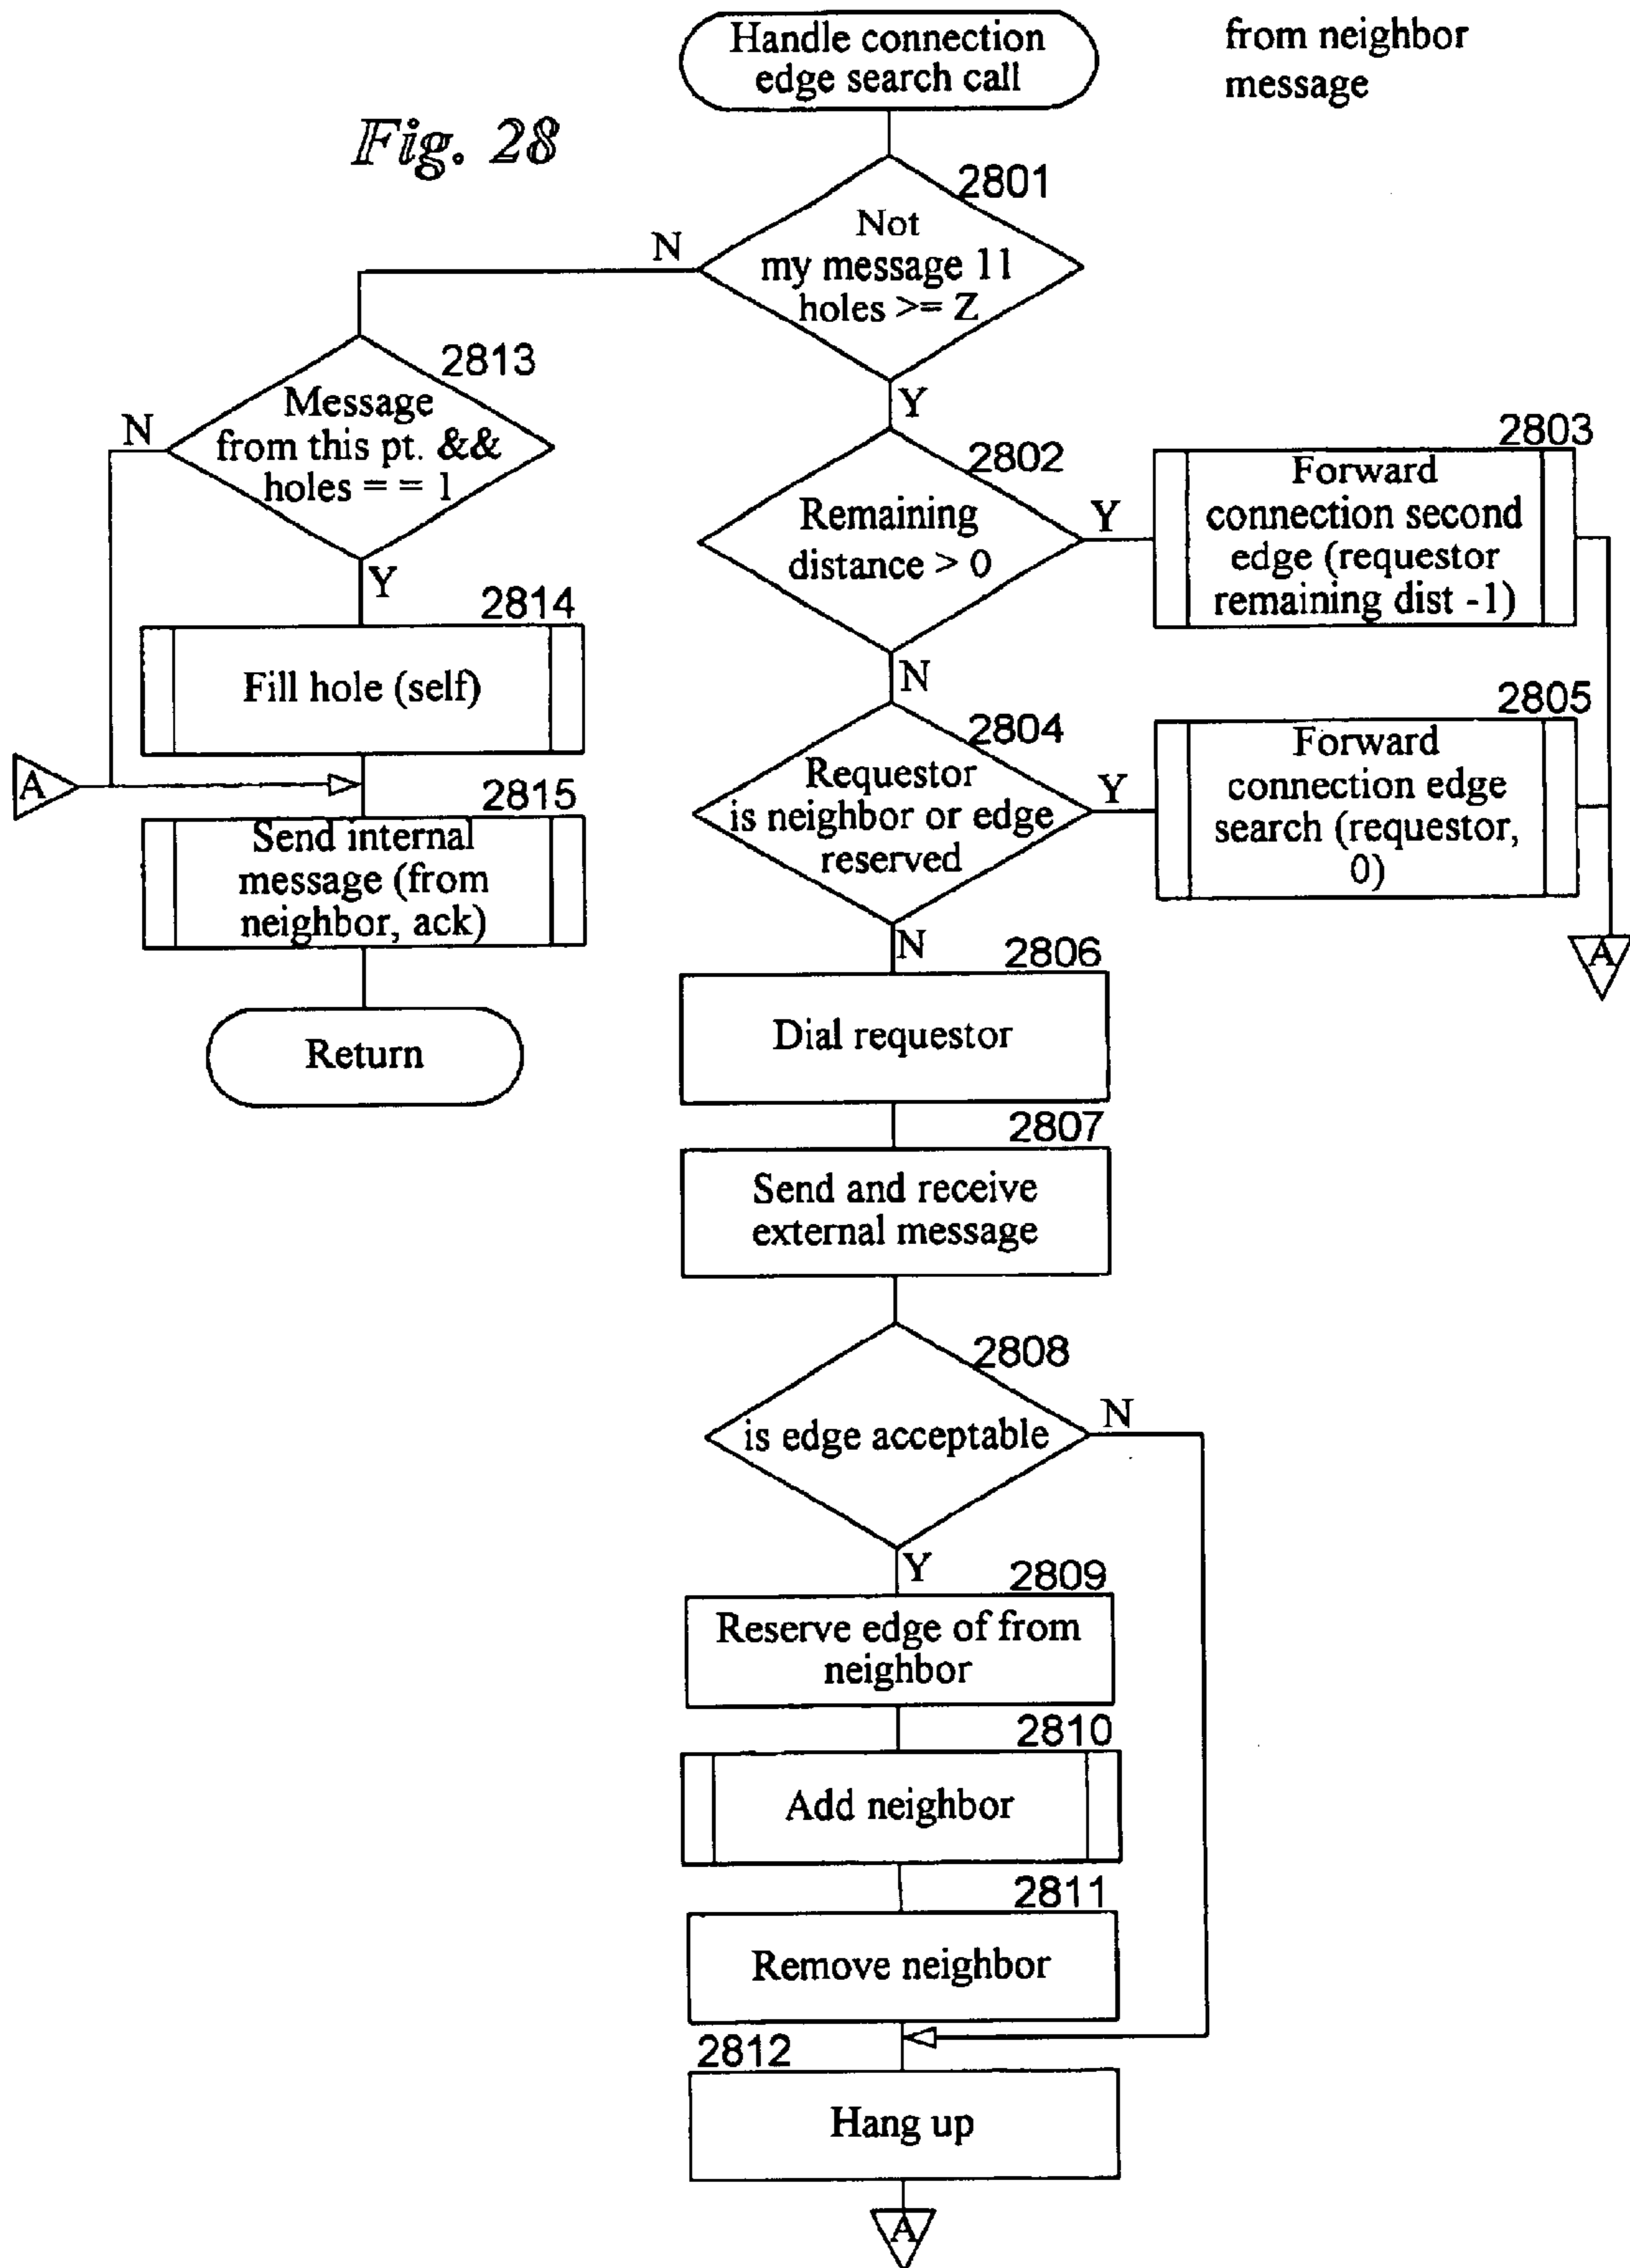 Handle connection
edge search call
from neighbor
message
Fig. 28
2801
Not
my message 11
holes >= Z
N
Y
2813
Message
from this pt. &&
holes = = 1
N
Y
2802
Remaining
distance > 0
Y
N
2803
Forward
connection second
edge (requestor
remaining dist -1)
2814
Fill hole (self)
2804
Requestor
is neighbor or edge
reserved
Y
N
2805
Forward
connection edge
search (requestor,
0)
A
A
2815
Send internal
message (from
neighbor, ack)
Return
2806
Dial requestor
2807
Send and receive
external message
2808
is edge acceptable
N
Y
2809
Reserve edge of from
neighbor
2810
Add neighbor
2811
Remove neighbor
2812
Hang up
A